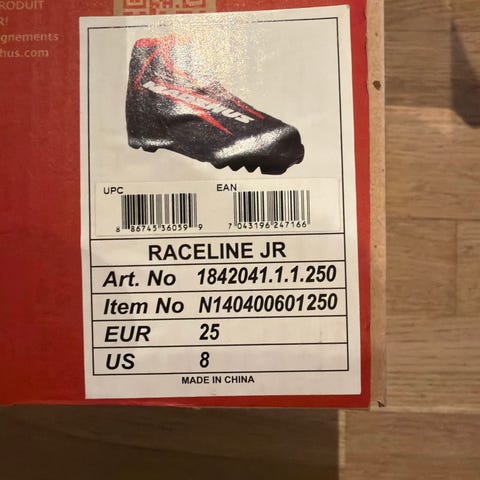 PRODUIT
R!
gnements
hus.com
MADSHUS
UPC
EAN
8 86745 36059 9
7 043196 247166
RACELINE JR
Art. No 1842041.1.1.250
Item No N140400601250
EUR 25
US 8
MADE IN CHINA